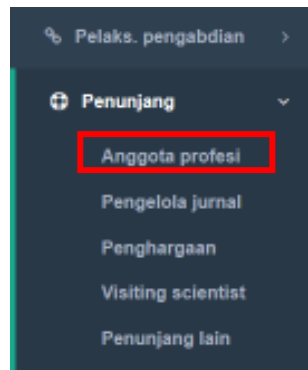 Pelaks. pengabdian
Penunjang
Anggota profesi
Pengelola jurnal
Penghargaan
Visiting scientist
Penunjang lain